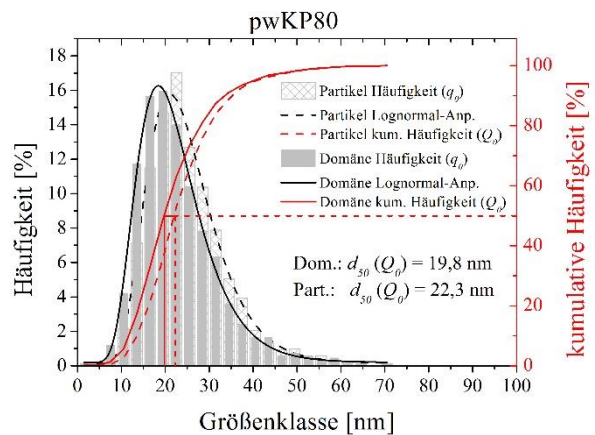 pwKP80
Häufigkeit [%]
18
16
14
12
10
8
6
4
2
0
Partikel Häufigkeit (q0)
Partikel Lognormal-Anp.
Partikel kum. Häufigkeit (Q0)
Domäne Häufigkeit (q0)
Domäne Lognormal-Anp.
Domäne kum. Häufigkeit (Q0)
Dom.: d50 (Q0) = 19,8 nm
Part.: d50 (Q0) = 22,3 nm
100
80
60
40
20
0
kumulative Häufigkeit [%]
0 10 20 30 40 50 60 70 80 90 100
Größenklasse [nm]